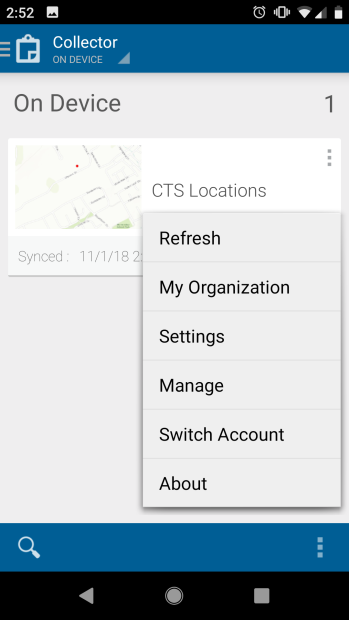 2:52
Collector
ON DEVICE
On Device 1
CTS Locations
Synced : 11/1/18 2:
Refresh
My Organization
Settings
Manage
Switch Account
About